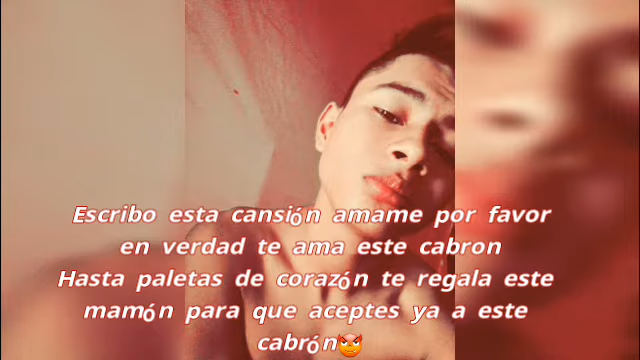 Escribo esta cansión amame por favor
en verdad te ama este cabron
Hasta paletas de corazón te regala este
mamón para que aceptes ya a este
cabrón😈